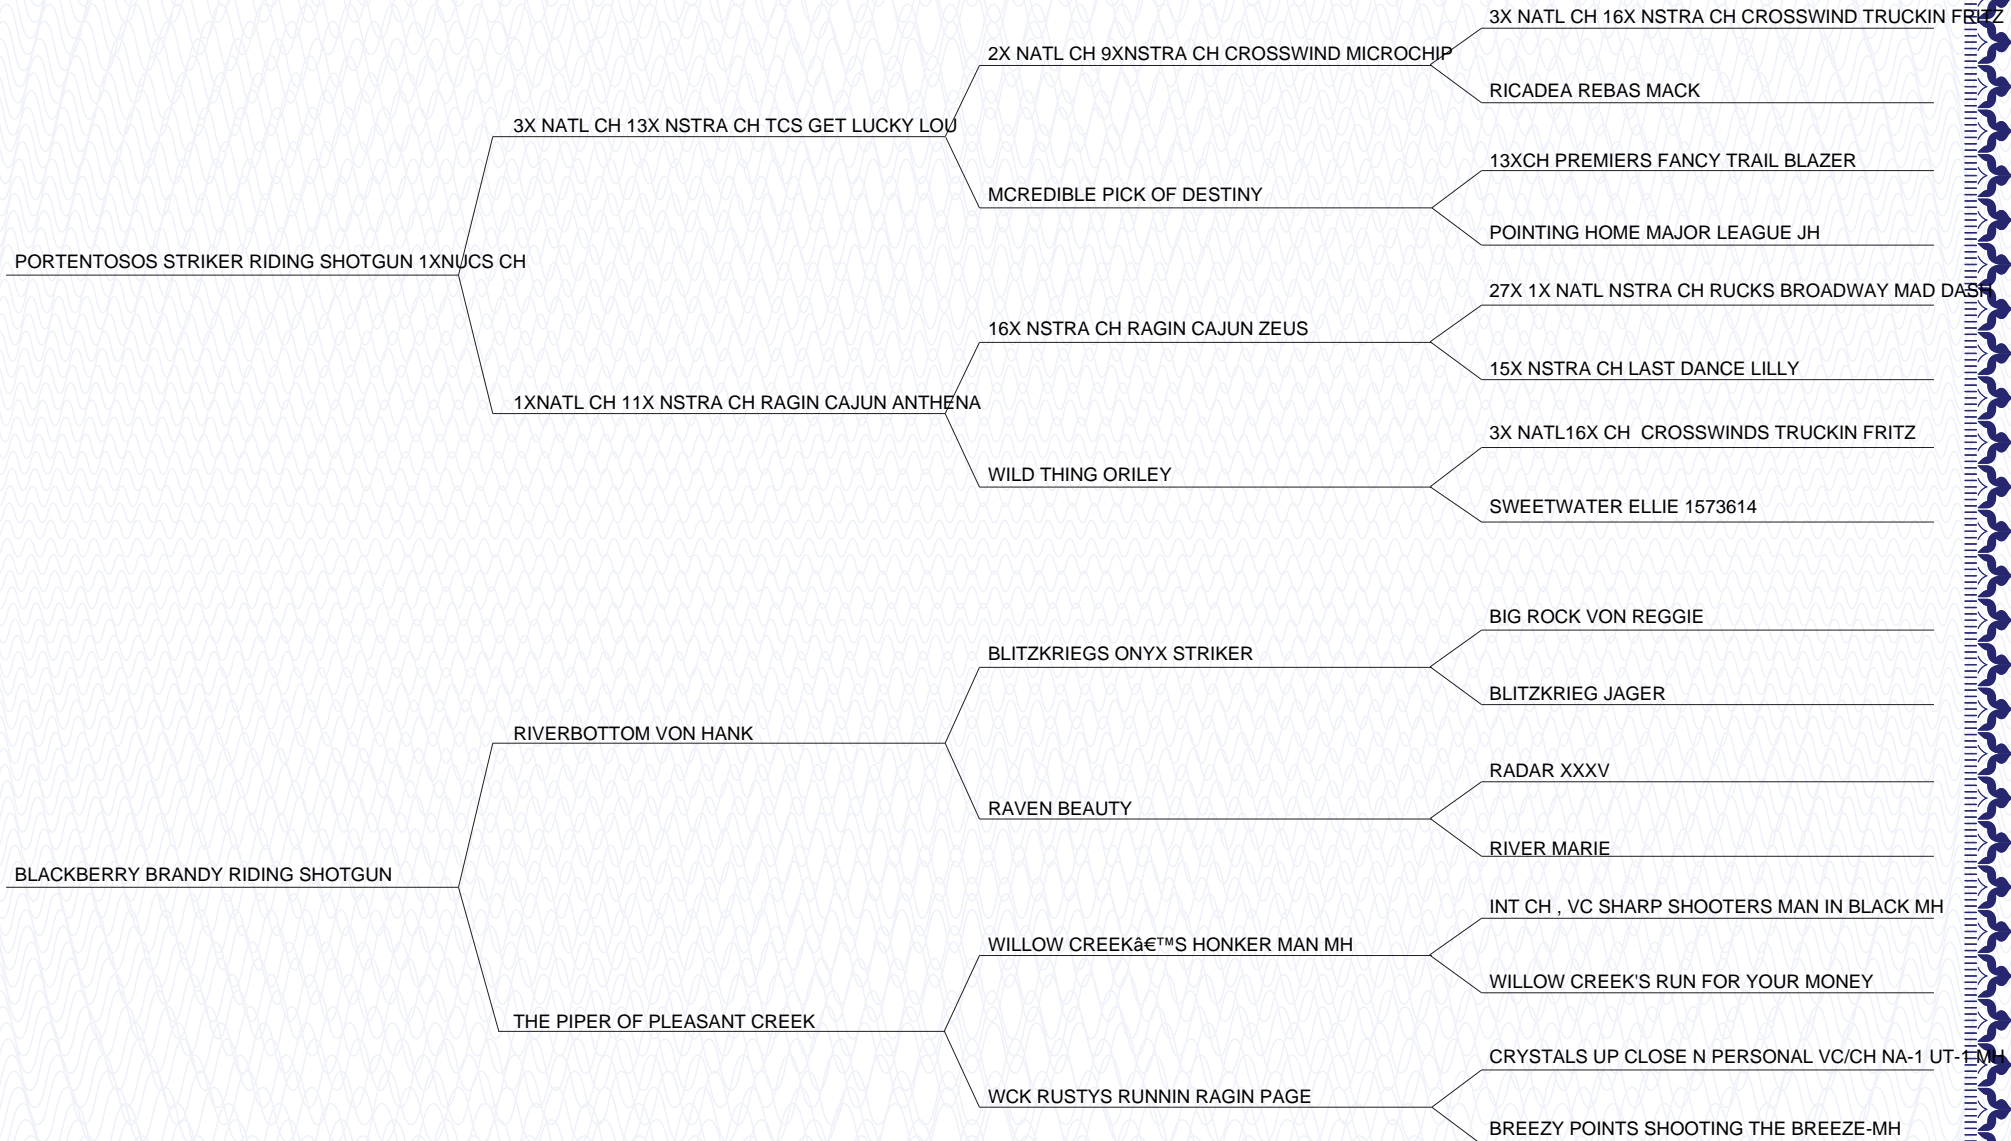 3X NATL CH 16X NSTRA CH CROSSWIND TRUCKIN FRITZ
2X NATL CH 9XNSTRA CH CROSSWIND MICROCHIP
RICADEA REBAS MACK
3X NATL CH 13X NSTRA CH TCS GET LUCKY LOU
13XCH PREMIERS FANCY TRAIL BLAZER
MCREDIBLE PICK OF DESTINY
POINTING HOME MAJOR LEAGUE JH
PORTENTOSOS STRIKER RIDING SHOTGUN 1XNUCS CH
27X 1X NATL NSTRA CH RUCKS BROADWAY MAD DASH
16X NSTRA CH RAGIN CAJUN ZEUS
15X NSTRA CH LAST DANCE LILLY
1XNATL CH 11X NSTRA CH RAGIN CAJUN ANTHENA
3X NATL16X CH  CROSSWINDS TRUCKIN FRITZ
WILD THING ORILEY
SWEETWATER ELLIE 1573614
BIG ROCK VON REGGIE
BLITZKRIEGS ONYX STRIKER
BLITZKRIEG JAGER
RIVERBOTTOM VON HANK
RADAR XXXV
RAVEN BEAUTY
RIVER MARIE
BLACKBERRY BRANDY RIDING SHOTGUN
INT CH , VC SHARP SHOOTERS MAN IN BLACK MH
WILLOW CREEKâ€™S HONKER MAN MH
WILLOW CREEK'S RUN FOR YOUR MONEY
THE PIPER OF PLEASANT CREEK
CRYSTALS UP CLOSE N PERSONAL VC/CH NA-1 UT-1 MH
WCK RUSTYS RUNNIN RAGIN PAGE
BREEZY POINTS SHOOTING THE BREEZE-MH